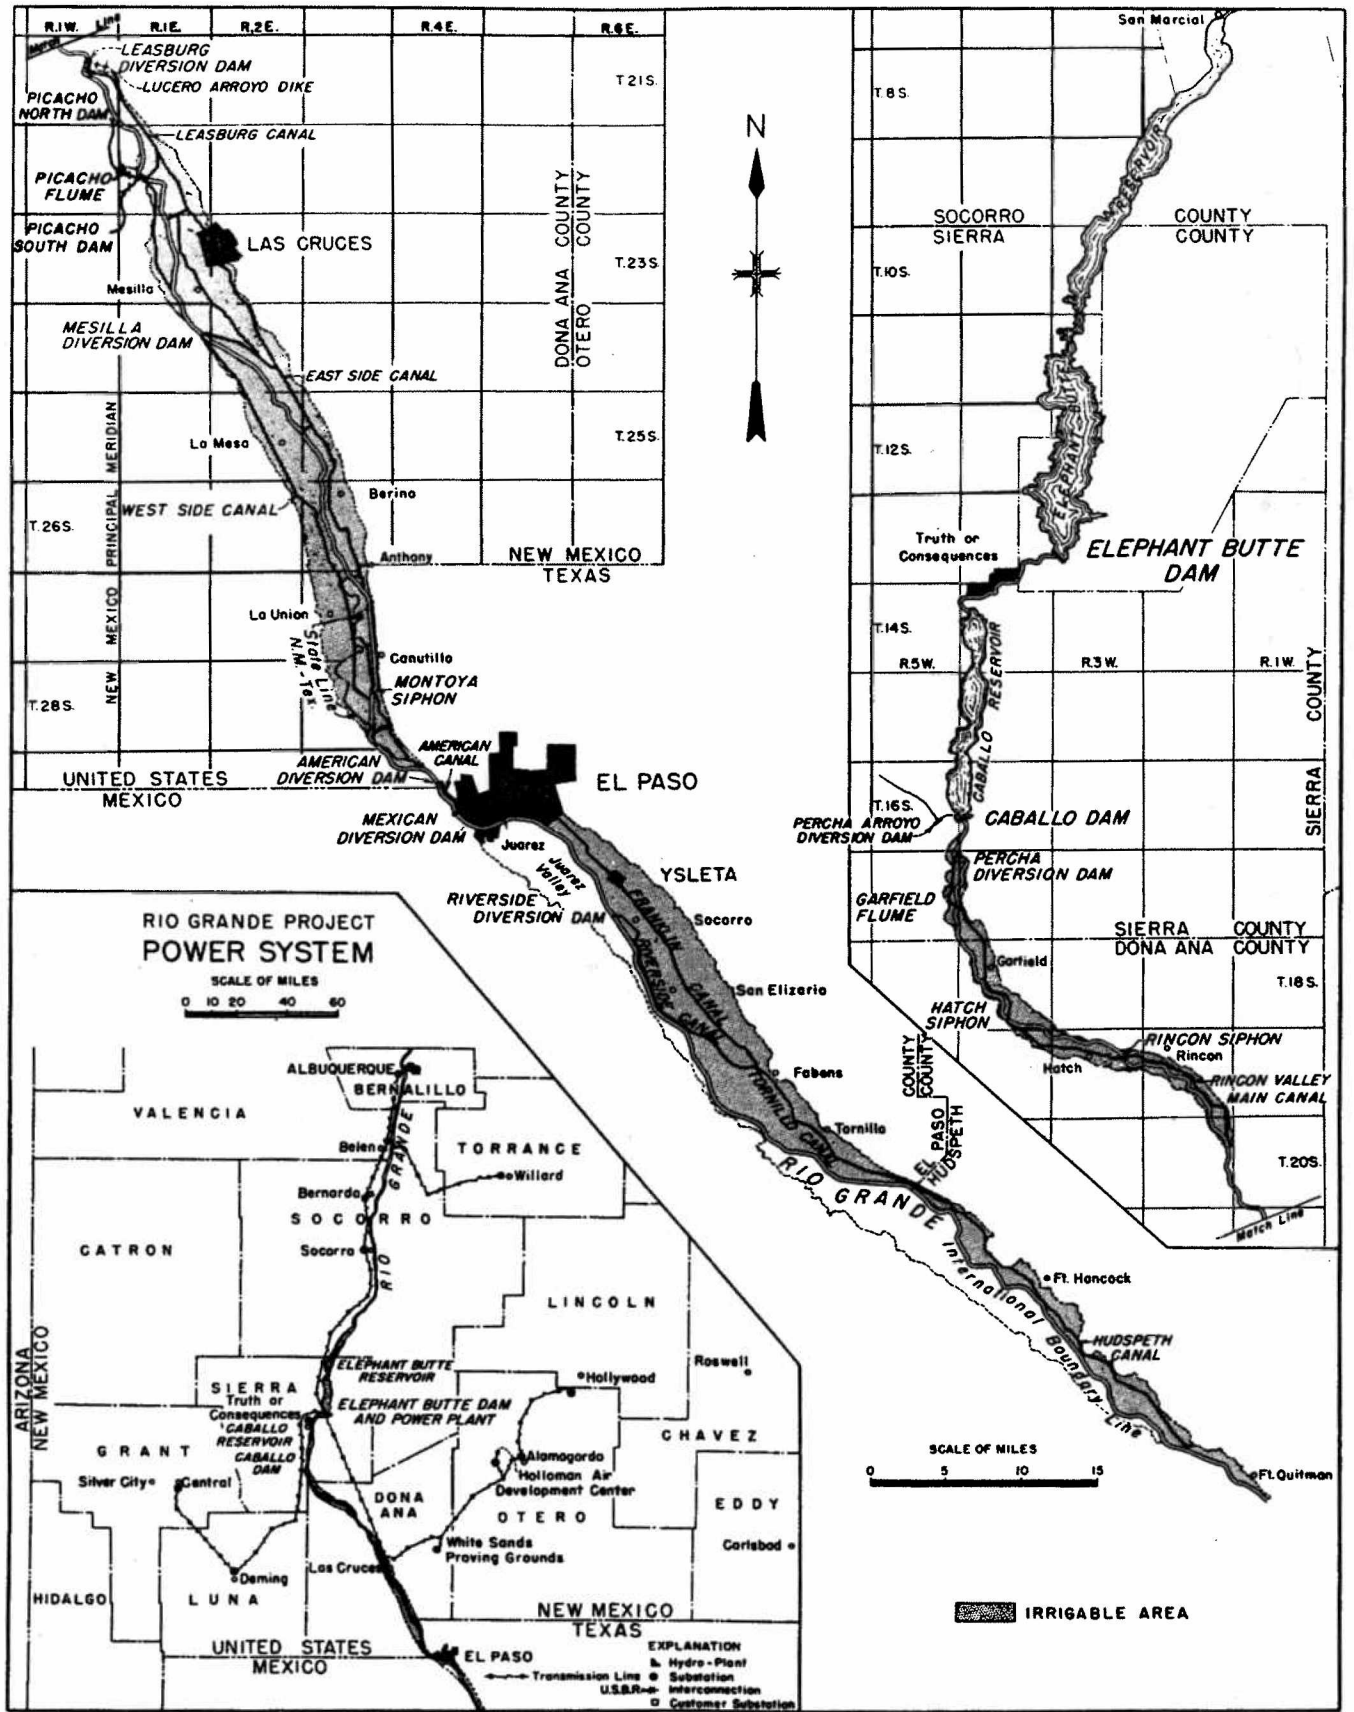 R.1W.
Match Line
R.1E.
R.2E.
R.4E.
R.6E.
LEASBURG
DIVERSION DAM
LUCERO ARROYO DIKE
T21S.
PICACHO
NORTH DAM
LEASBURG CANAL
PICACHO
FLUME
PICACHO
SOUTH DAM
LAS CRUCES
DONA ANA COUNTY
OTERO COUNTY
T.23S.
Mesilla
MESILLA
DIVERSION DAM
EAST SIDE CANAL
NEW MEXICO PRINCIPAL MERIDIAN
La Mesa
T.25S.
Berino
WEST SIDE CANAL
T.26S.
Anthony
NEW MEXICO
TEXAS
La Union
State Line
N.M.-Tex.
Canutillo
MONTOYA
SIPHON
T.28S.
AMERICAN
CANAL
AMERICAN
DIVERSION DAM
UNITED STATES
MEXICO
EL PASO
MEXICAN
DIVERSION DAM
Juarez
Juarez
Valley
YSLETA
RIVERSIDE
DIVERSION DAM
FRANKLIN CANAL
Socorro
RIVERSIDE CANAL
San Elizario
Fabens
TORNILLO CANAL
Tornillo
EL PASO COUNTY
HUDSPETH COUNTY
RIO GRANDE
International Boundary Line
Ft. Hancock
HUDSPETH
CANAL
Ft. Quitman
N
San Marcial
T.8S.
RESERVOIR
SOCORRO COUNTY
SIERRA COUNTY
T.10S.
ELEPHANT BUTTE
T.12S.
Truth or
Consequences
ELEPHANT BUTTE
DAM
T.14S.
R.5W.
R.3W.
R.1W.
CABALLO RESERVOIR
SIERRA COUNTY
T.16S.
PERCHA ARROYO
DIVERSION DAM
CABALLO DAM
PERCHA
DIVERSION DAM
GARFIELD
FLUME
SIERRA COUNTY
DONA ANA COUNTY
Garfield
T.18S.
HATCH
SIPHON
RINCON SIPHON
Rincon
Hatch
RINCON VALLEY
MAIN CANAL
T.20S.
Match Line
SCALE OF MILES
0 5 10 15
IRRIGABLE AREA
RIO GRANDE PROJECT
POWER SYSTEM
SCALE OF MILES
0 10 20 40 60
ALBUQUERQUE
BERNALILLO
VALENCIA
Belen
TORRANCE
Willard
RIO GRANDE
Bernardo
SOCORRO
CATRON
Socorro
LINCOLN
ARIZONA
NEW MEXICO
ELEPHANT BUTTE
RESERVOIR
Roswell
Hollywood
SIERRA
Truth or
Consequences
ELEPHANT BUTTE DAM
AND POWER PLANT
CABALLO
RESERVOIR
GRANT
CABALLO
DAM
CHAVEZ
Silver City
Central
Alamogordo
Holloman Air
Development Center
DONA
ANA
OTERO
EDDY
White Sands
Proving Grounds
Carlsbad
Las Cruces
Deming
HIDALGO
LUNA
NEW MEXICO
TEXAS
UNITED STATES
MEXICO
EL PASO
EXPLANATION
Hydro-Plant
Transmission Line
Substation
U.S.B.R.
Interconnection
Customer Substation